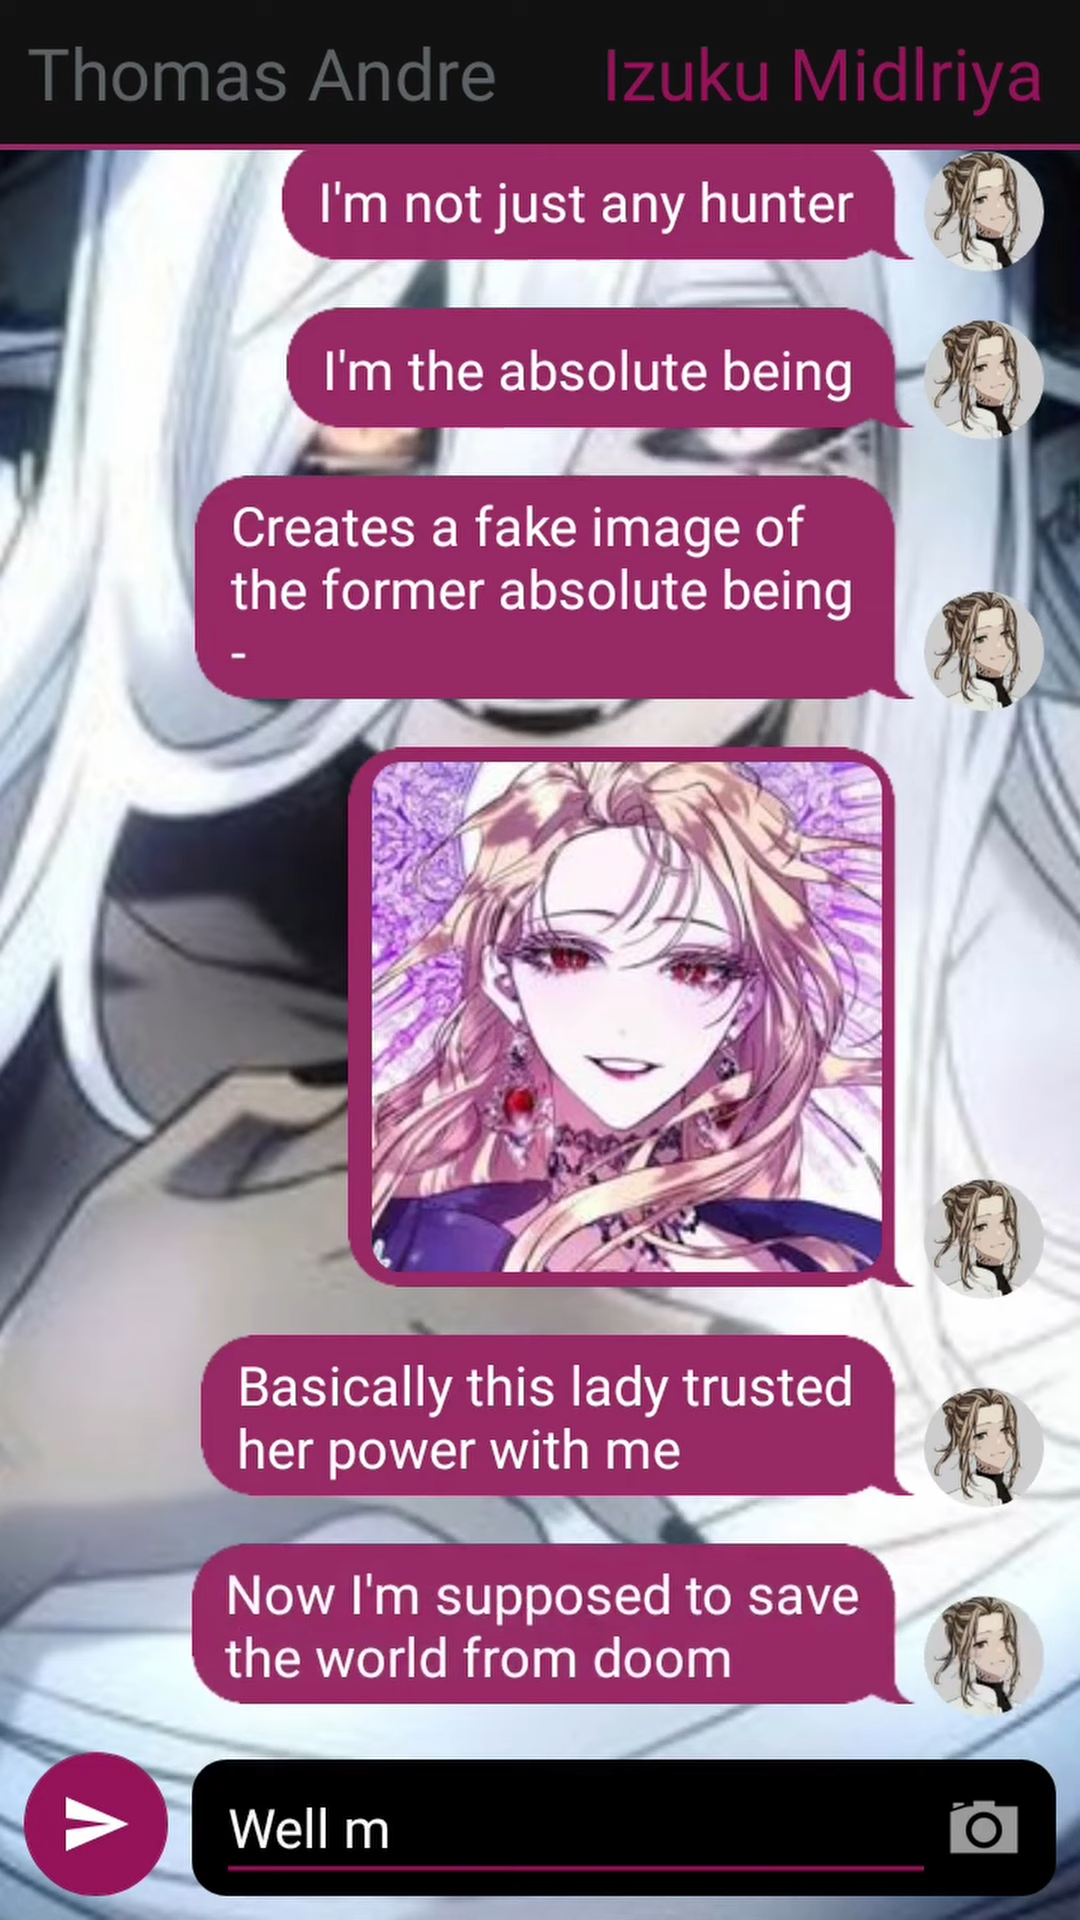 Thomas Andre
Izuku Midlriya
I'm not just any hunter
I'm the absolute being
Creates a fake image of
the former absolute being
-
Basically this lady trusted
her power with me
Now I'm supposed to save
the world from doom
Well m